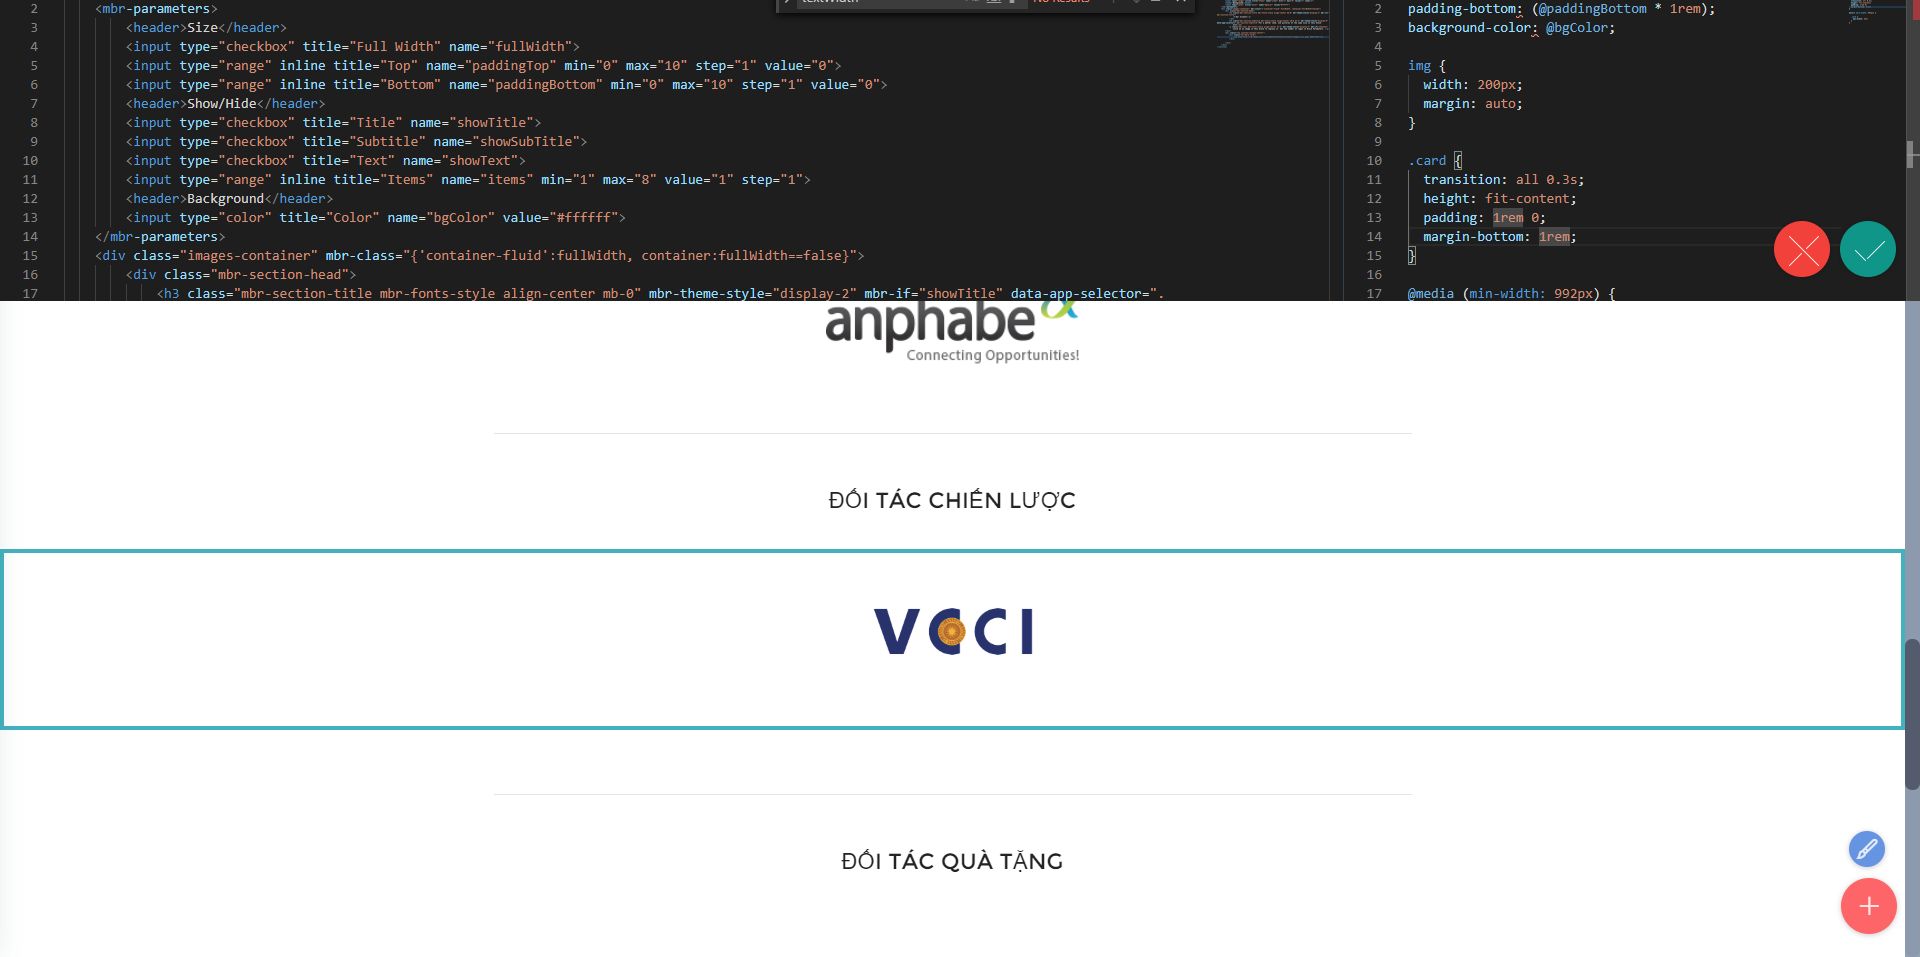 2 <mbr-parameters>
3 <header>Size</header>
4 <input type="checkbox" title="Full Width" name="fullWidth">
5 <input type="range" inline title="Top" name="paddingTop" min="0" max="10" step="1" value="0">
6 <input type="range" inline title="Bottom" name="paddingBottom" min="0" max="10" step="1" value="0">
7 <header>Show/Hide</header>
8 <input type="checkbox" title="Title" name="showTitle">
9 <input type="checkbox" title="Subtitle" name="showSubTitle">
10 <input type="checkbox" title="Text" name="showText">
11 <input type="range" inline title="Items" name="items" min="1" max="8" value="1" step="1">
12 <header>Background</header>
13 <input type="color" title="Color" name="bgColor" value="#ffffff">
14 </mbr-parameters>
15 <div class="images-container" mbr-class="{'container-fluid':fullWidth, container:fullWidth==false}">
16 <div class="mbr-section-head">
17 <h3 class="mbr-section-title mbr-fonts-style align-center mb-0" mbr-theme-style="display-2" mbr-if="showTitle" data-app-selector=".
textWidth
No Results
2 padding-bottom: (@paddingBottom * 1rem);
3 background-color: @bgColor;
4
5 img {
6 width: 200px;
7 margin: auto;
8 }
9
10 .card {
11 transition: all 0.3s;
12 height: fit-content;
13 padding: 1rem 0;
14 margin-bottom: 1rem;
15 }
16
17 @media (min-width: 992px) {
anphabe
Connecting Opportunities!
ĐỐI TÁC CHIẾN LƯỢC
VCCI
ĐỐI TÁC QUÀ TẶNG